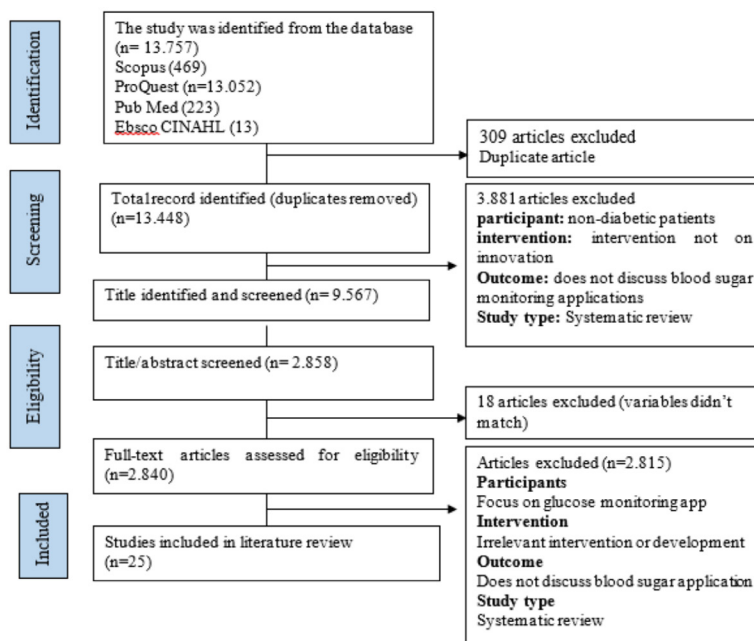 Identification
The study was identified from the database
(n= 13.757)
Scopus (469)
ProQuest (n=13.052)
Pub Med (223)
Ebsco CINAHL (13)
309 articles excluded
Duplicate article
Screening
Total record identified (duplicates removed)
(n=13.448)
3.881 articles excluded
participant: non-diabetic patients
intervention: intervention not on
innovation
Outcome: does not discuss blood sugar
monitoring applications
Study type: Systematic review
Title identified and screened (n= 9.567)
Eligibility
Title/abstract screened (n= 2.858)
18 articles excluded (variables didn't
match)
Full-text articles assessed for eligibility
(n=2.840)
Articles excluded (n=2.815)
Participants
Focus on glucose monitoring app
Intervention
Irrelevant intervention or development
Outcome
Does not discuss blood sugar application
Study type
Systematic review
Included
Studies included in literature review
(n=25)